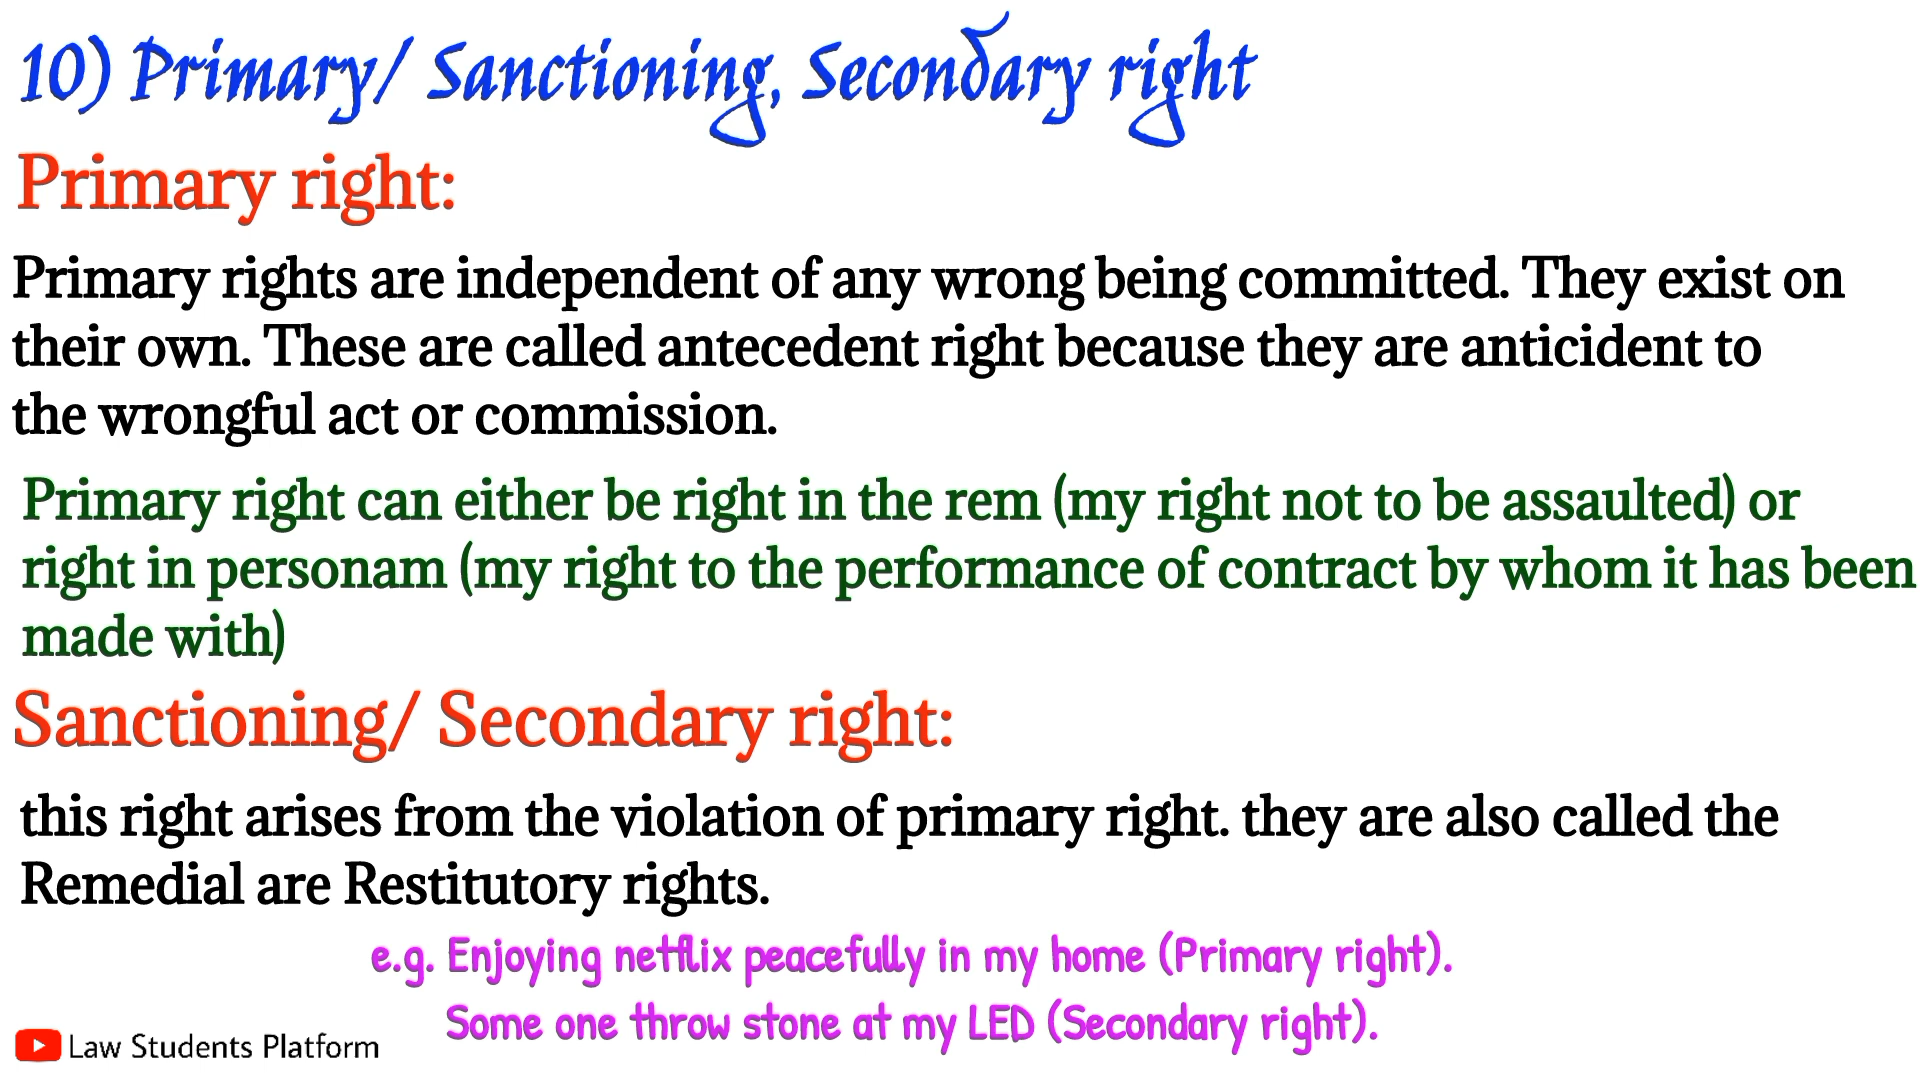 10) Primary/ Sanctioning, Secondary right
Primary right:
Primary rights are independent of any wrong being committed. They exist on
their own. These are called antecedent right because they are anticident to
the wrongful act or commission.
Primary right can either be right in the rem (my right not to be assaulted) or
right in personam (my right to the performance of contract by whom it has been
made with)
Sanctioning/ Secondary right:
this right arises from the violation of primary right. they are also called the
Remedial are Restitutory rights.
e.g. Enjoying netflix peacefully in my home (Primary right).
Some one throw stone at my LED (Secondary right).
Law Students Platform